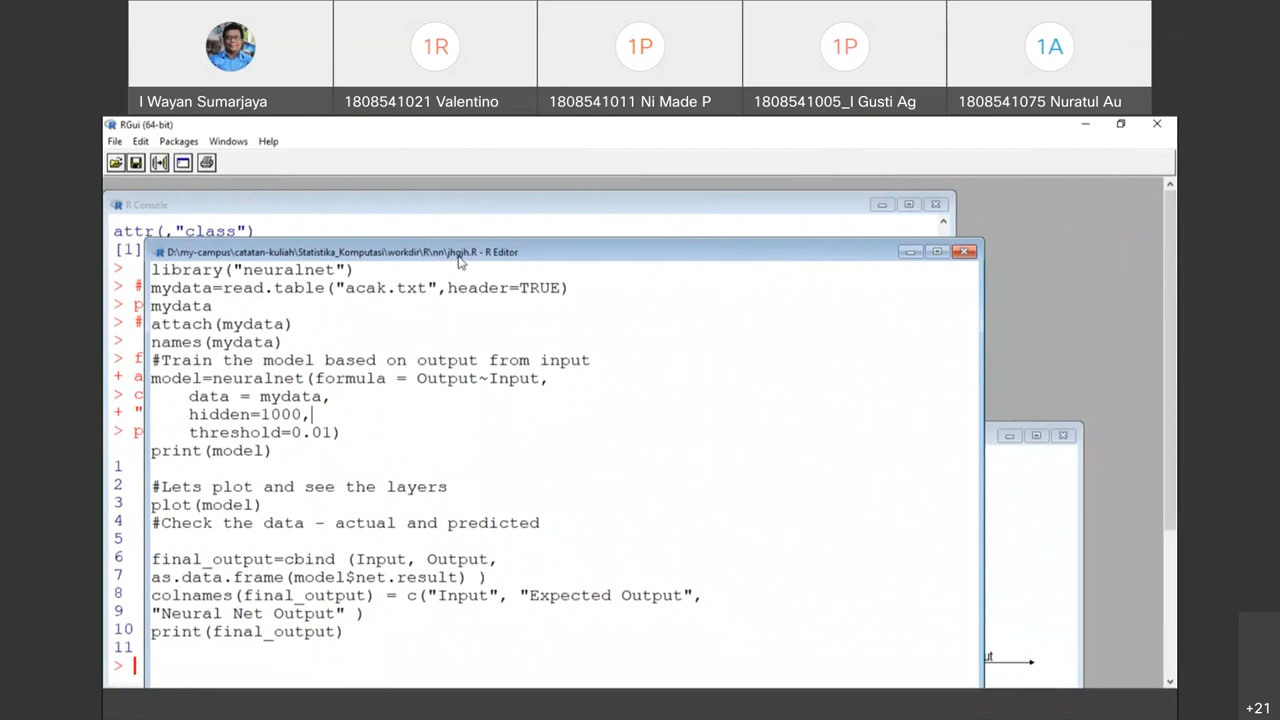 1R
1P
1P
1A
I Wayan Sumarjaya
1808541021 Valentino
1808541011 Ni Made P
1808541005_I Gusti Ag
1808541075 Nuratul Au
RGui (64-bit)
File Edit Packages Windows Help
R Console
attr(,"class")
[1]
D:\my-campus\catatan-kuliah\Statistika_Komputasi\workdir\R\nn\jhgjh.R - R Editor
library("neuralnet")
mydata=read.table("acak.txt",header=TRUE)
mydata
attach(mydata)
names(mydata)
#Train the model based on output from input
model=neuralnet(formula = Output~Input,
data = mydata,
hidden=1000,
threshold=0.01)
print(model)
#Lets plot and see the layers
plot(model)
#Check the data - actual and predicted
final_output=cbind (Input, Output,
as.data.frame(model$net.result) )
colnames(final_output) = c("Input", "Expected Output",
"Neural Net Output" )
print(final_output)
>
> #
> p
> #
>
> f
+ a
> c
+ "
> p
1
2
3
4
5
6
7
8
9
10
11
>
ut
+21